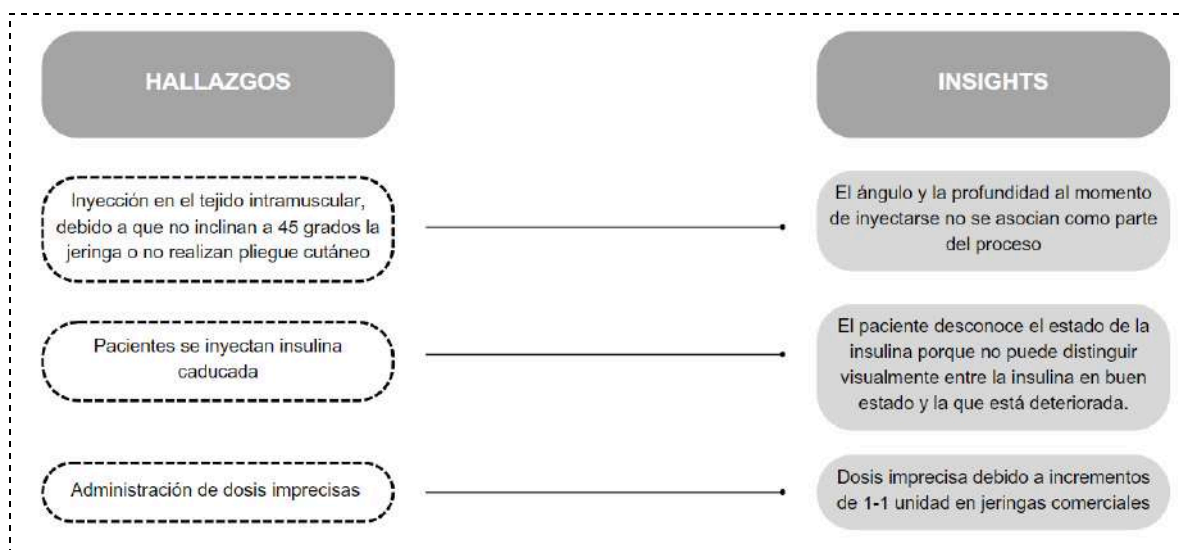 HALLAZGOS
INSIGHTS
Inyección en el tejido intramuscular,
debido a que no inclinan a 45 grados la
jeringa o no realizan pliegue cutáneo
El ángulo y la profundidad al momento
de inyectarse no se asocian como parte
del proceso
Pacientes se inyectan insulina
caducada
El paciente desconoce el estado de la
insulina porque no puede distinguir
visualmente entre la insulina en buen
estado y la que está deteriorada.
Administración de dosis imprecisas
Dosis imprecisa debido a incrementos
de 1-1 unidad en jeringas comerciales